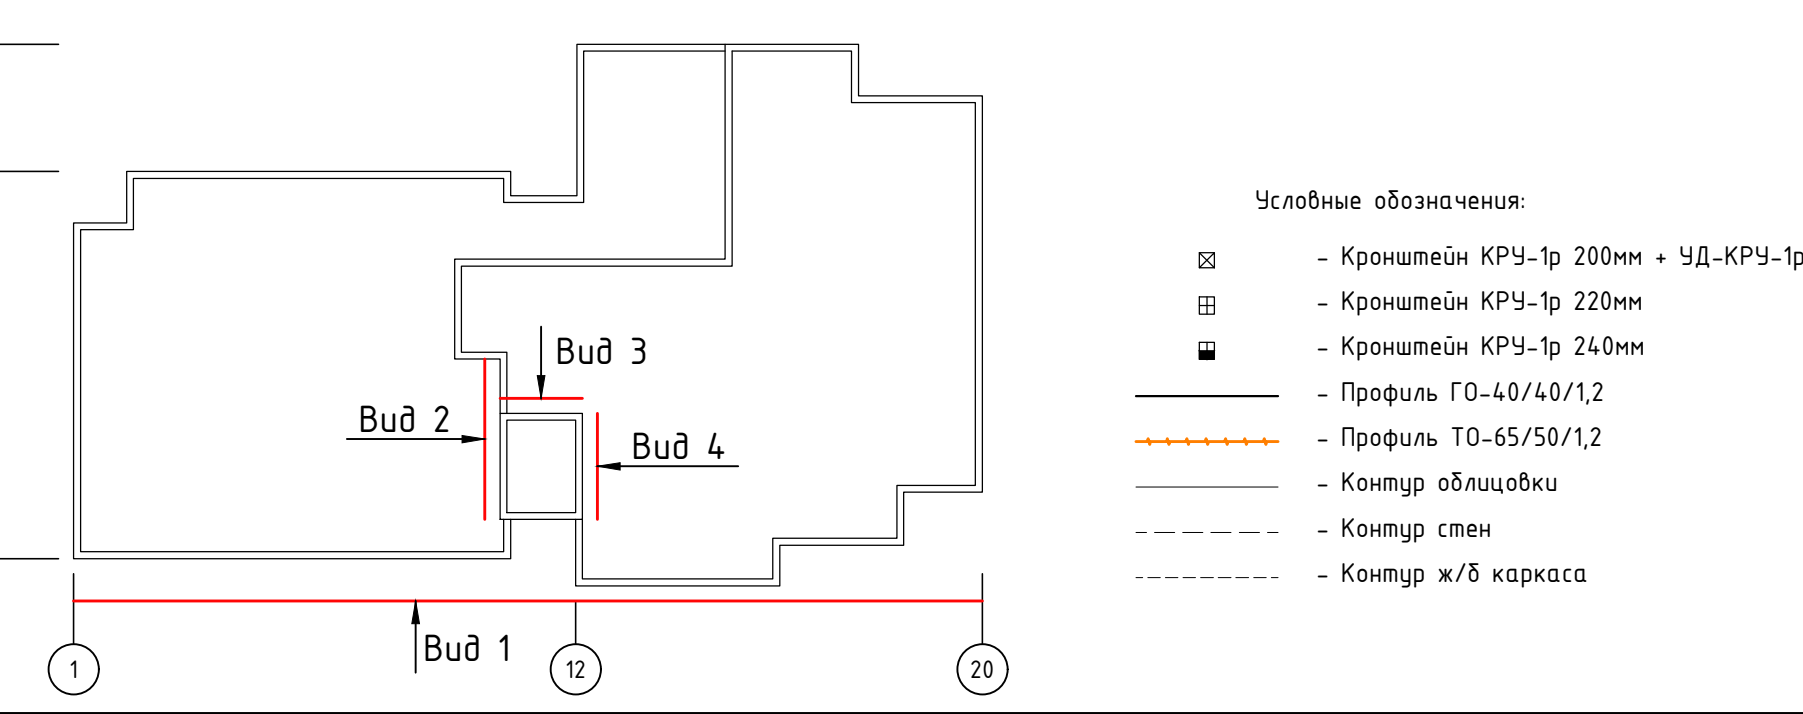 Условные обозначения:
- Кронштейн КРУ-1р 200мм + УД-КРУ-1р
- Кронштейн КРУ-1р 220мм
- Кронштейн КРУ-1р 240мм
- Профиль ГО-40/40/1,2
- Профиль ТО-65/50/1,2
- Контур облицовки
- Контур стен
- Контур ж/б каркаса
Вид 3
Вид 2
Вид 4
Вид 1
1
12
20